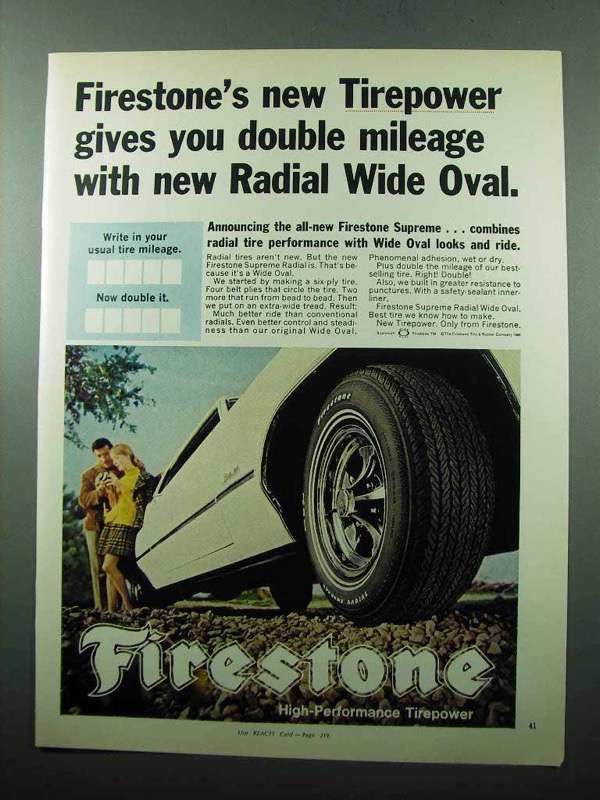 Firestone's new Tirepower
gives you double mileage
with new Radial Wide Oval.
Write in your
usual tire mileage.
Now double it.
Announcing the all-new Firestone Supreme . . . combines
radial tire performance with Wide Oval looks and ride.
Radial tires aren't new. But the new
Firestone Supreme Radial is. That's be-
cause it's a Wide Oval.
We started by making a six-ply tire.
Four belt plies that circle the tire. Two
more that run from bead to bead. Then
we put on an extra-wide tread. Result:
Much better ride than conventional
radials. Even better control and steadi-
ness than our original Wide Oval.
Phenomenal adhesion, wet or dry.
Plus double the mileage of our best-
selling tire. Right! Double!
Also, we built in greater resistance to
punctures. With a safety-sealant inner-
liner.
Firestone Supreme Radial Wide Oval.
Best tire we know how to make.
New Tirepower. Only from Firestone.
Firestone
Firestone
High-Performance Tirepower
41
Use REACTS Card — Page